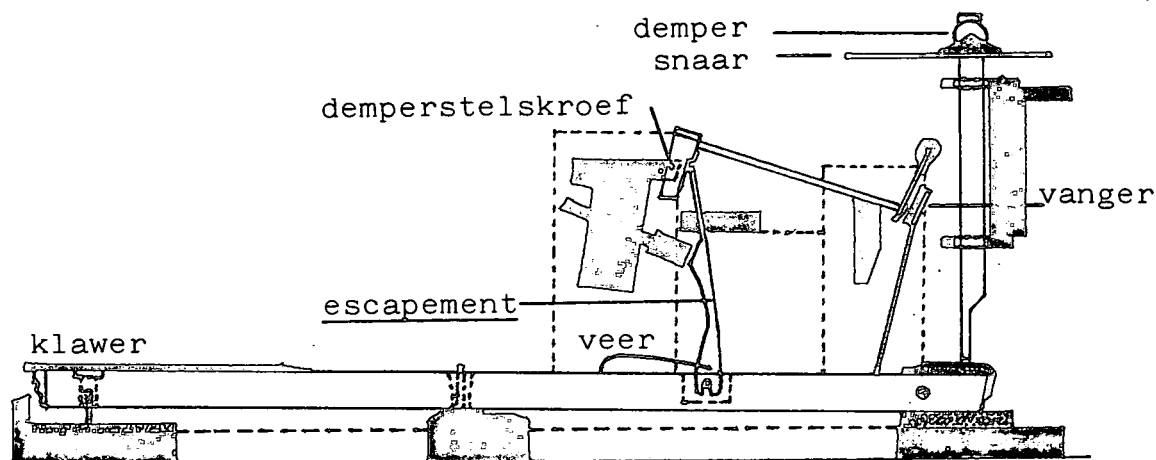 demper
snaar
demperstelskroef
vanger
escapement
veer
klawer